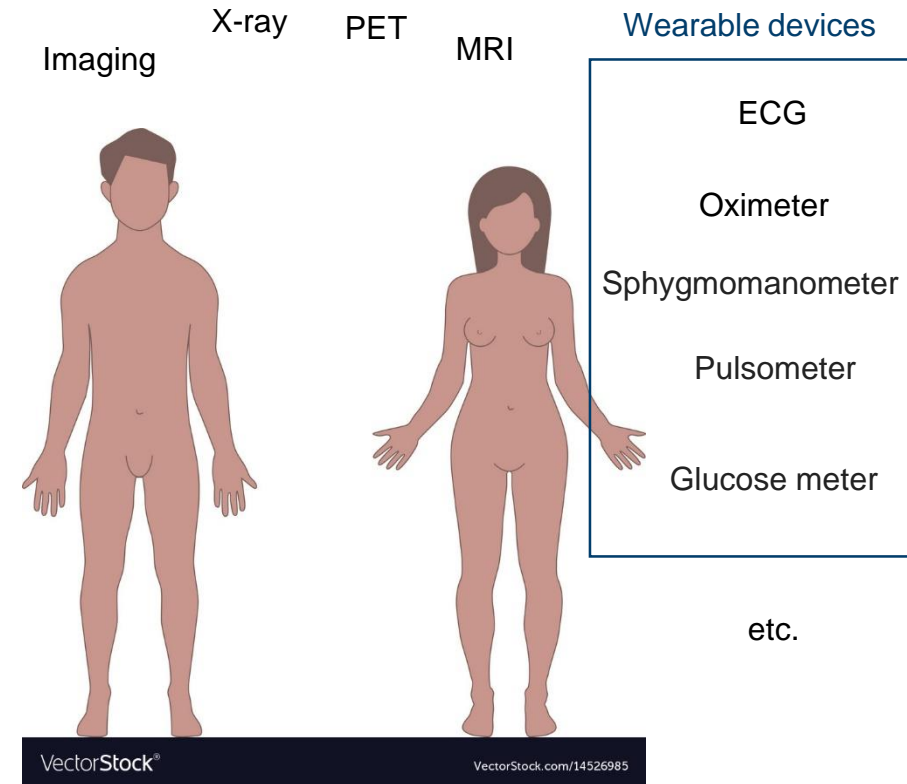 Imaging
X-ray
PET
MRI
Wearable devices
ECG
Oximeter
Sphygmomanometer
Pulsometer
Glucose meter
etc.
VectorStock®
VectorStock.com/14526985